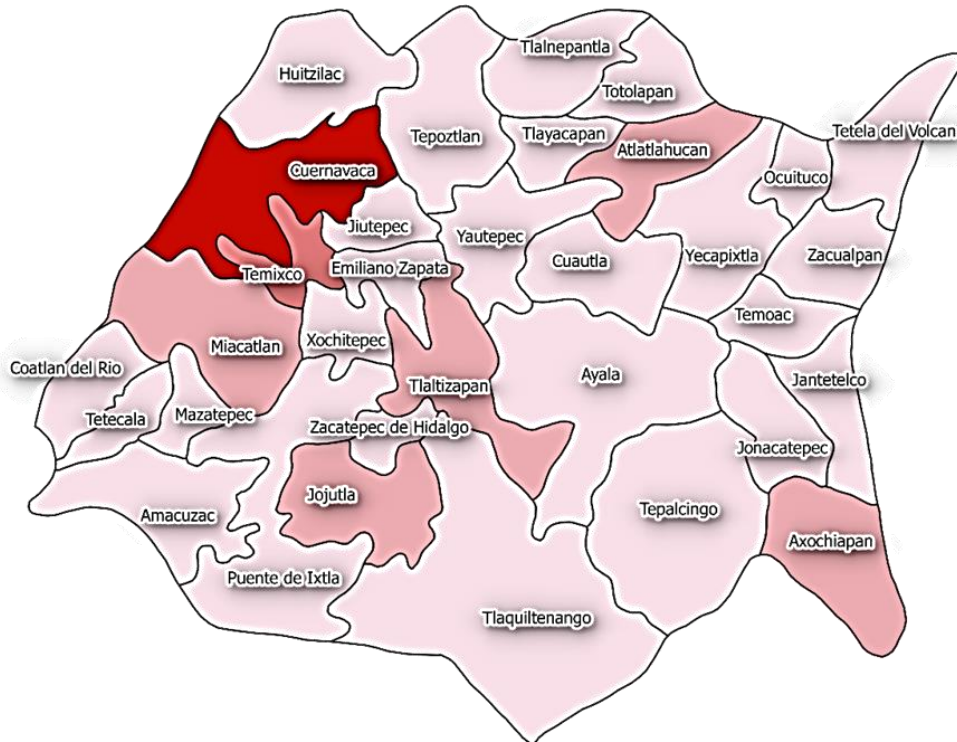 Tlalnepantla
Huitzilac
Totolapan
Tetela del Volcan
Tepoztlan
Tlayacapan
Atlatlahucan
Cuernavaca
Ocuituco
Jiutepec
Yautepec
Cuautla
Yecapixtla
Zacualpan
Temixco
Emiliano Zapata
Temoac
Xochitepec
Miacatlan
Coatlan del Rio
Ayala
Jantetelco
Tlaltizapan
Tetecala
Mazatepec
Zacatepec de Hidalgo
Jonacatepec
Jojutla
Tepalcingo
Amacuzac
Axochiapan
Puente de Ixtla
Tlaquiltenango